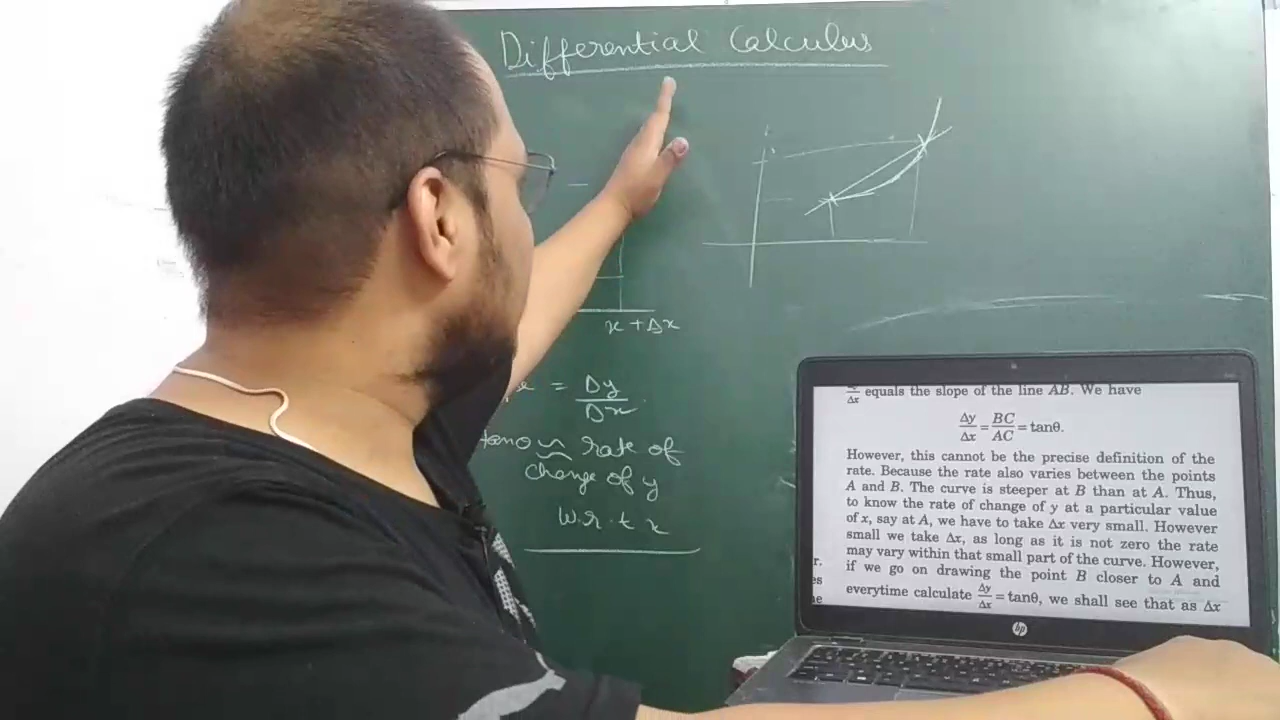 Differential Calculus
x + Δx
= Δy
Δx
tanθ ~ rate of
change of y
w.r.t x
Δx equals the slope of the line AB. We have
Δy/Δx = BC/AC = tanθ.
However, this cannot be the precise definition of the
rate. Because the rate also varies between the points
A and B. The curve is steeper at B than at A. Thus,
to know the rate of change of y at a particular value
of x, say at A, we have to take Δx very small. However
small we take Δx, as long as it is not zero the rate
may vary within that small part of the curve. However,
if we go on drawing the point B closer to A and
everytime calculate Δy/Δx = tanθ, we shall see that as Δx
r.
es
hp